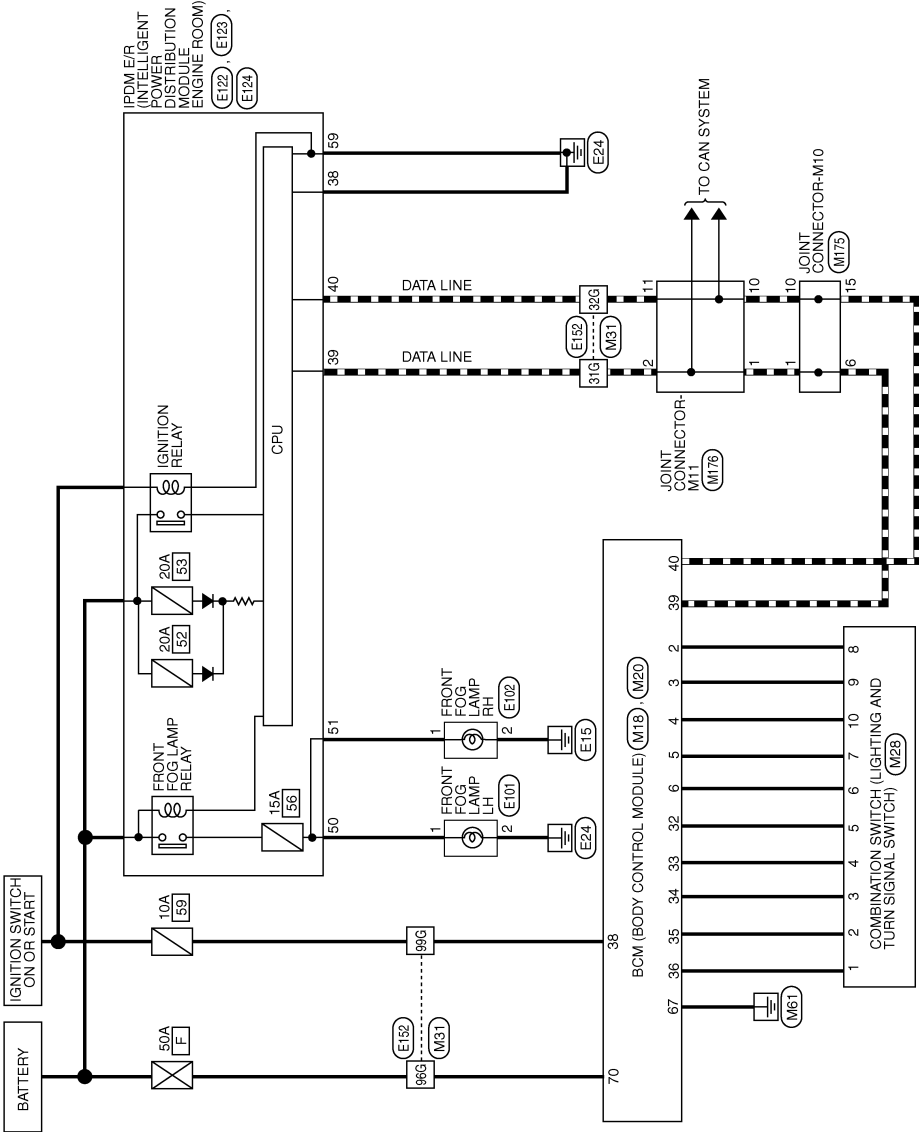 IPDM E/R
(INTELLIGENT
POWER
DISTRIBUTION
MODULE
ENGINE ROOM)
E122 , E123 ,
E124
BATTERY
IGNITION SWITCH
ON OR START
50A
F
10A
59
FRONT
FOG LAMP
RELAY
15A
56
20A
52
20A
53
IGNITION
RELAY
CPU
50
51
39
40
38
59
FRONT
FOG
LAMP
LH
E101
1
2
E24
FRONT
FOG
LAMP
RH
E102
1
2
E15
DATA LINE
DATA LINE
E24
E152
M31
96G
99G
E152
M31
31G
32G
2
11
TO CAN SYSTEM
JOINT
CONNECTOR-
M11
M176
1
10
JOINT
CONNECTOR-M10
M175
1
10
6
15
70
38
BCM (BODY CONTROL MODULE) M18 , M20
67
36
35
34
33
32
6
5
4
3
2
39
40
M61
1
2
3
4
5
6
7
10
9
8
COMBINATION SWITCH (LIGHTING AND
TURN SIGNAL SWITCH)
M28